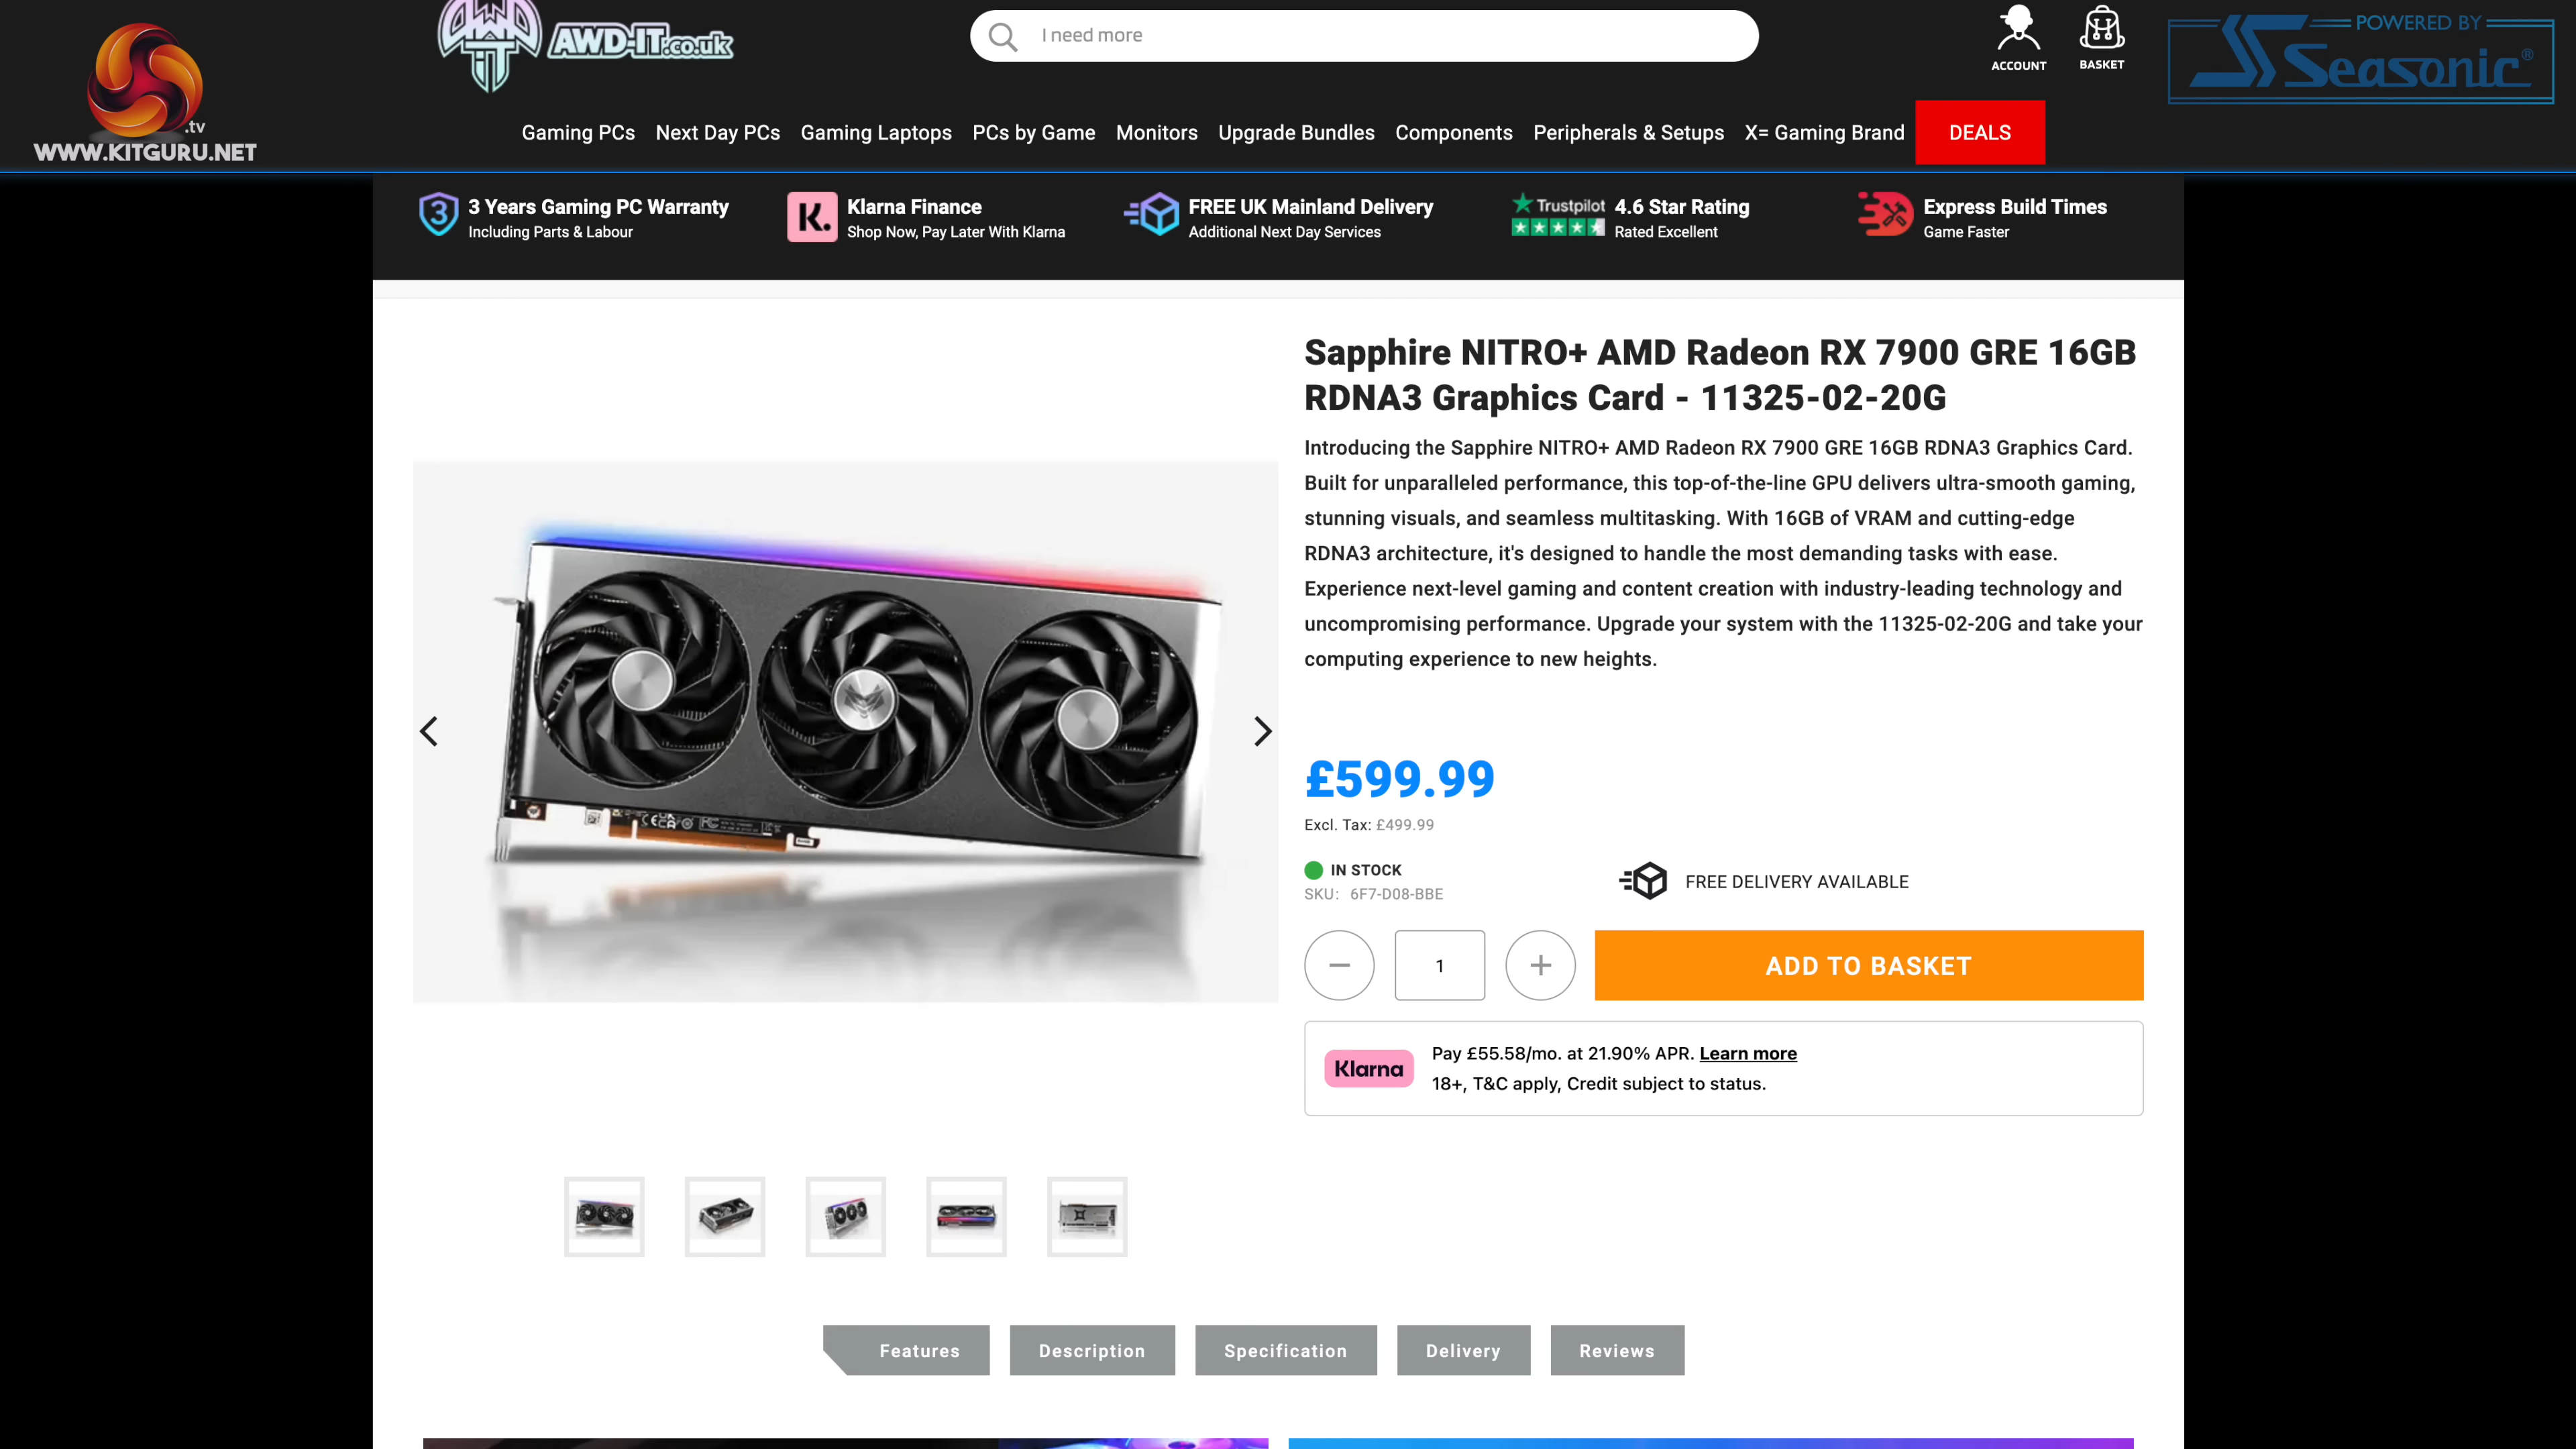 .tv
WWW.KITGURU.NET
AWD-IT.co.uk
I need more
ACCOUNT
BASKET
POWERED BY
Seasonic®
Gaming PCs
Next Day PCs
Gaming Laptops
PCs by Game
Monitors
Upgrade Bundles
Components
Peripherals & Setups
X= Gaming Brand
DEALS
3
3 Years Gaming PC Warranty
Including Parts & Labour
K.
Klarna Finance
Shop Now, Pay Later With Klarna
FREE UK Mainland Delivery
Additional Next Day Services
Trustpilot
4.6 Star Rating
Rated Excellent
Express Build Times
Game Faster
Sapphire NITRO+ AMD Radeon RX 7900 GRE 16GB
RDNA3 Graphics Card - 11325-02-20G
Introducing the Sapphire NITRO+ AMD Radeon RX 7900 GRE 16GB RDNA3 Graphics Card.
Built for unparalleled performance, this top-of-the-line GPU delivers ultra-smooth gaming,
stunning visuals, and seamless multitasking. With 16GB of VRAM and cutting-edge
RDNA3 architecture, it's designed to handle the most demanding tasks with ease.
Experience next-level gaming and content creation with industry-leading technology and
uncompromising performance. Upgrade your system with the 11325-02-20G and take your
computing experience to new heights.
£599.99
Excl. Tax: £499.99
IN STOCK
SKU: 6F7-D08-BBE
FREE DELIVERY AVAILABLE
1
ADD TO BASKET
Klarna
Pay £55.58/mo. at 21.90% APR. Learn more
18+, T&C apply, Credit subject to status.
Features
Description
Specification
Delivery
Reviews